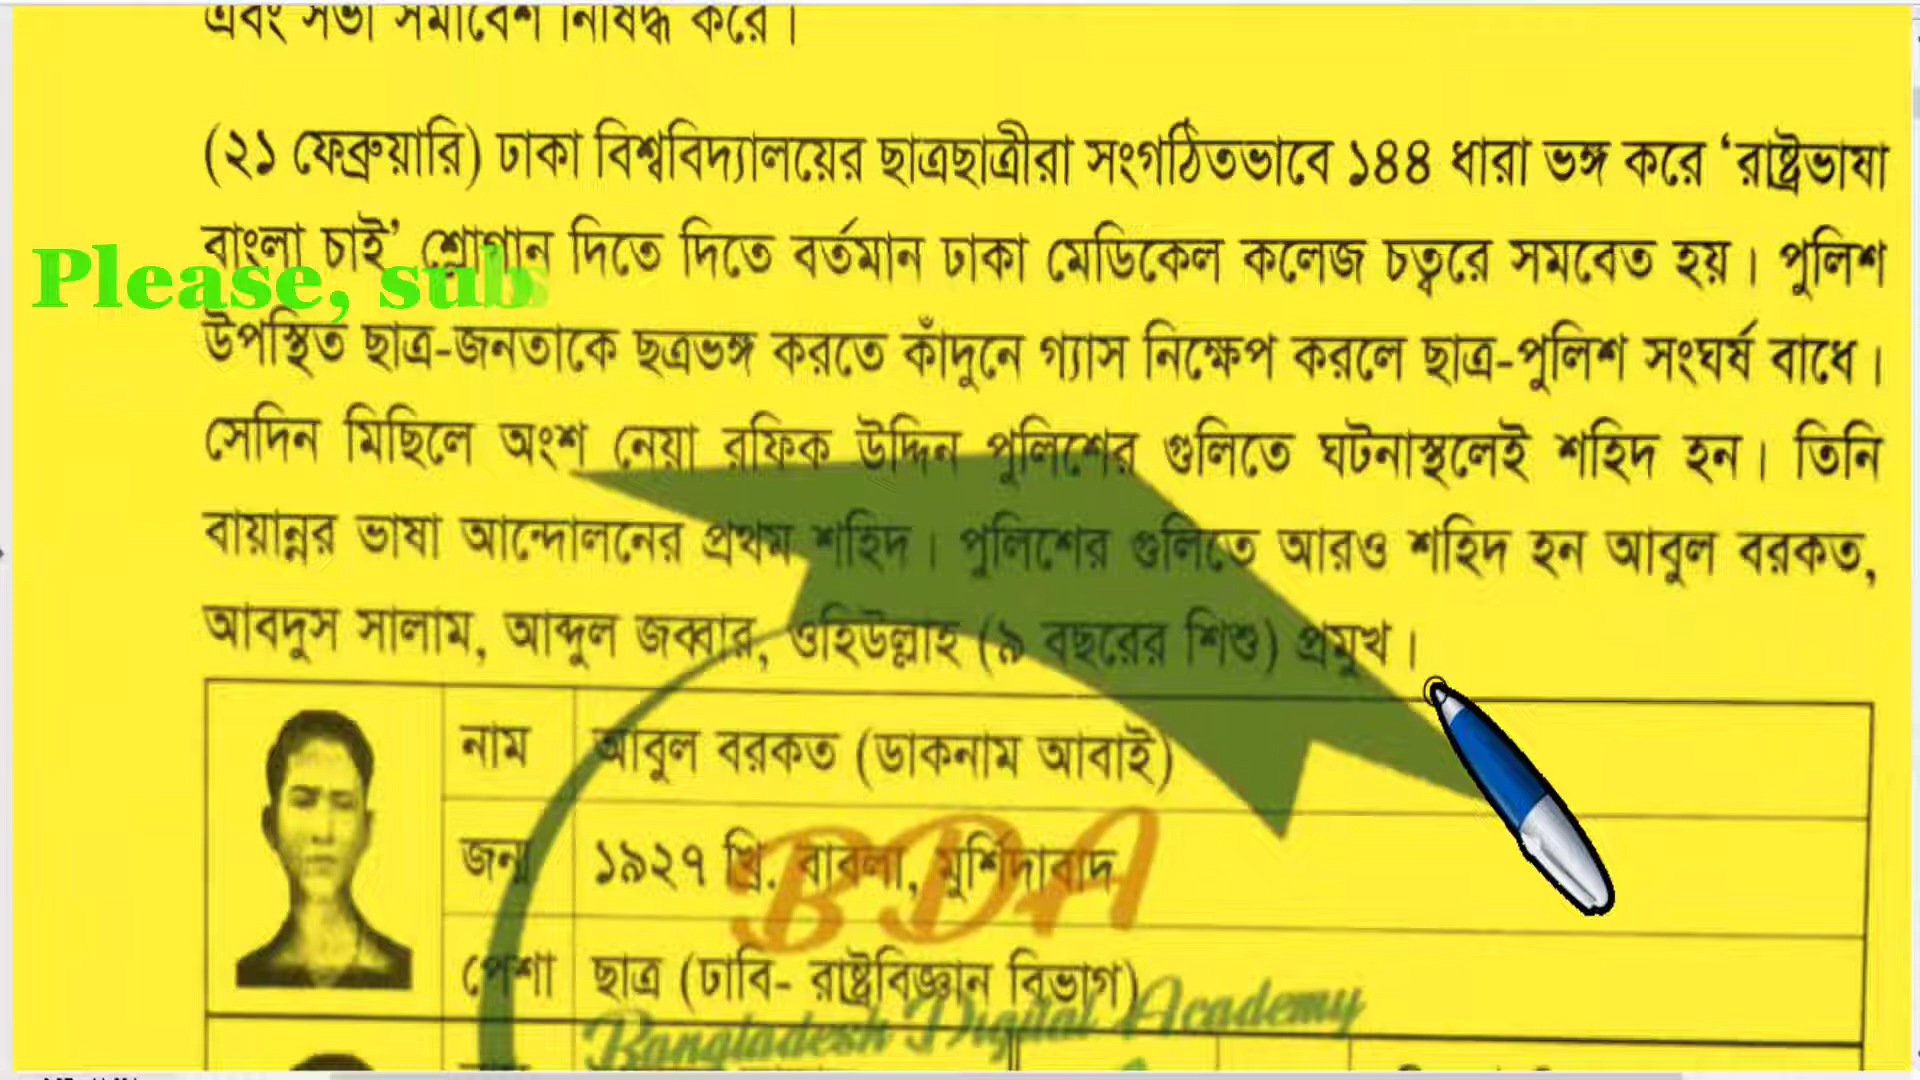 এবং সভা সমাবেশ নিষিদ্ধ করে।
(২১ ফেব্রুয়ারি) ঢাকা বিশ্ববিদ্যালয়ের ছাত্রছাত্রীরা সংগঠিতভাবে ১৪৪ ধারা ভঙ্গ করে ‘রাষ্ট্রভাষা
বাংলা চাই’ শ্লোগান দিতে দিতে বর্তমান ঢাকা মেডিকেল কলেজ চত্বরে সমবেত হয়। পুলিশ
Please, subs
উপস্থিত ছাত্র-জনতাকে ছত্রভঙ্গ করতে কাঁদুনে গ্যাস নিক্ষেপ করলে ছাত্র-পুলিশ সংঘর্ষ বাধে।
সেদিন মিছিলে অংশ নেয়া রফিক উদ্দিন পুলিশের গুলিতে ঘটনাস্থলেই শহিদ হন। তিনি
বায়ান্নর ভাষা আন্দোলনের প্রথম শহিদ। পুলিশের গুলিতে আরও শহিদ হন আবুল বরকত,
আবদুস সালাম, আব্দুল জব্বার, ওহিউল্লাহ (৯ বছরের শিশু) প্রমুখ।
নাম আবুল বরকত (ডাকনাম আবাই)
জন্ম ১৯২৭ খ্রি. বাবলা, মুর্শিদাবাদ
BDA
পেশা ছাত্র (ঢাবি- রাষ্ট্রবিজ্ঞান বিভাগ)
Bangladesh Digital Academy